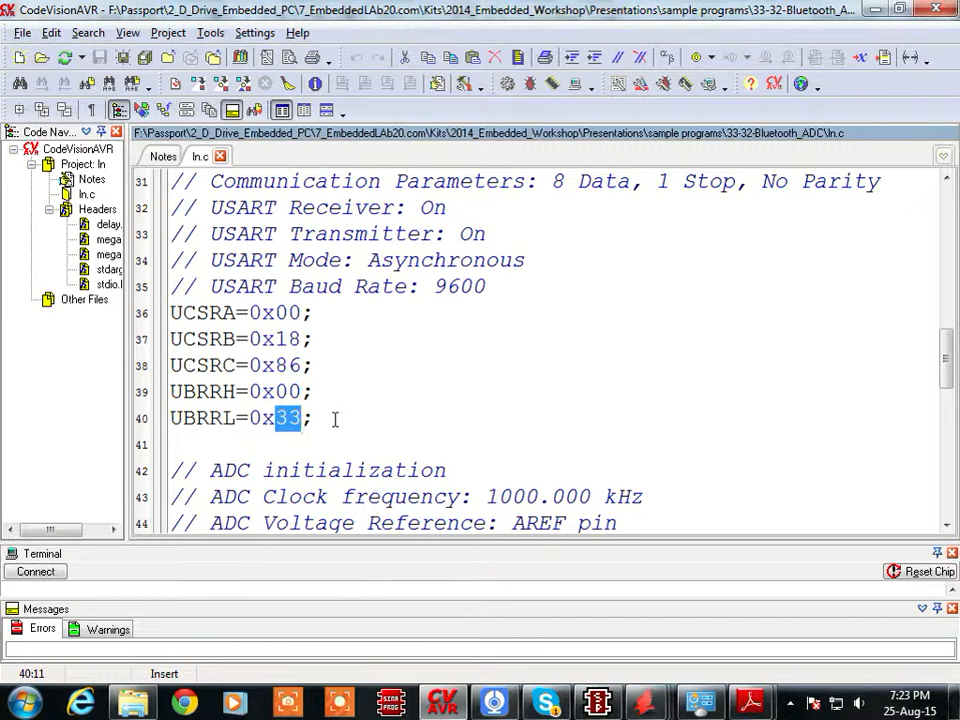 CodeVisionAVR - F:\Passport\2_D_Drive_Embedded_PC\7_EmbeddedLAb20.com\Kits\2014_Embedded_Workshop\Presentations\sample programs\33-32-Bluetooth_A...
File Edit Search View Project Tools Settings Help
Code Nav...
F:\Passport\2_D_Drive_Embedded_PC\7_EmbeddedLAb20.com\Kits\2014_Embedded_Workshop\Presentations\sample programs\33-32-Bluetooth_ADC\ln.c
CodeVisionAVR
Project: ln
Notes
ln.c
Headers
delay.
mega
mega
stdarg
stdio.l
Other Files
Notes ln.c
31 // Communication Parameters: 8 Data, 1 Stop, No Parity
32 // USART Receiver: On
33 // USART Transmitter: On
34 // USART Mode: Asynchronous
35 // USART Baud Rate: 9600
36 UCSRA=0x00;
37 UCSRB=0x18;
38 UCSRC=0x86;
39 UBRRH=0x00;
40 UBRRL=0x33;
41
42 // ADC initialization
43 // ADC Clock frequency: 1000.000 kHz
44 // ADC Voltage Reference: AREF pin
Terminal
Connect Reset Chip
Messages
Errors Warnings
40:11 Insert
7:23 PM
25-Aug-15